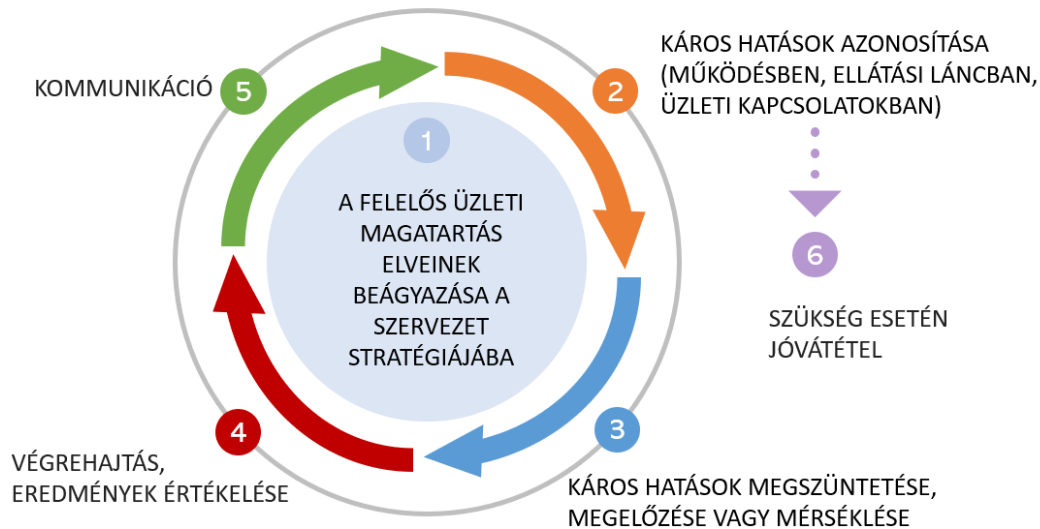 1
A FELELŐS ÜZLETI
MAGATARTÁS
ELVEINEK
BEÁGYAZÁSA A
SZERVEZET
STRATÉGIÁJÁBA
2
KÁROS HATÁSOK AZONOSÍTÁSA
(MŰKÖDÉSBEN, ELLÁTÁSI LÁNCBAN,
ÜZLETI KAPCSOLATOKBAN)
3
KÁROS HATÁSOK MEGSZÜNTETÉSE,
MEGELŐZÉSE VAGY MÉRSÉKLÉSE
4
VÉGREHAJTÁS,
EREDMÉNYEK ÉRTÉKELÉSE
5
KOMMUNIKÁCIÓ
6
SZÜKSÉG ESETÉN
JÓVÁTÉTEL